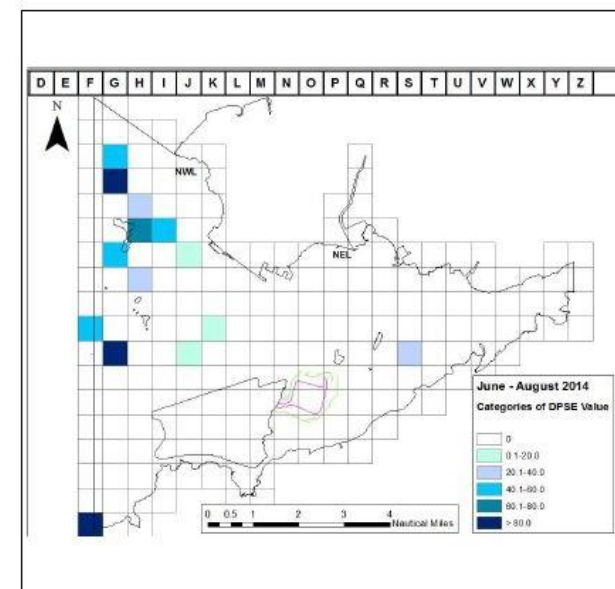 D E F G H I J K L M N O P Q R S T U V W X Y Z
N
NWL
NEL
June - August 2014
Categories of DPSE Value
0
0.1-20.0
20.1-40.0
40.1-60.0
60.1-80.0
> 80.0
0 0.5 1 2 3 4
Nautical Miles